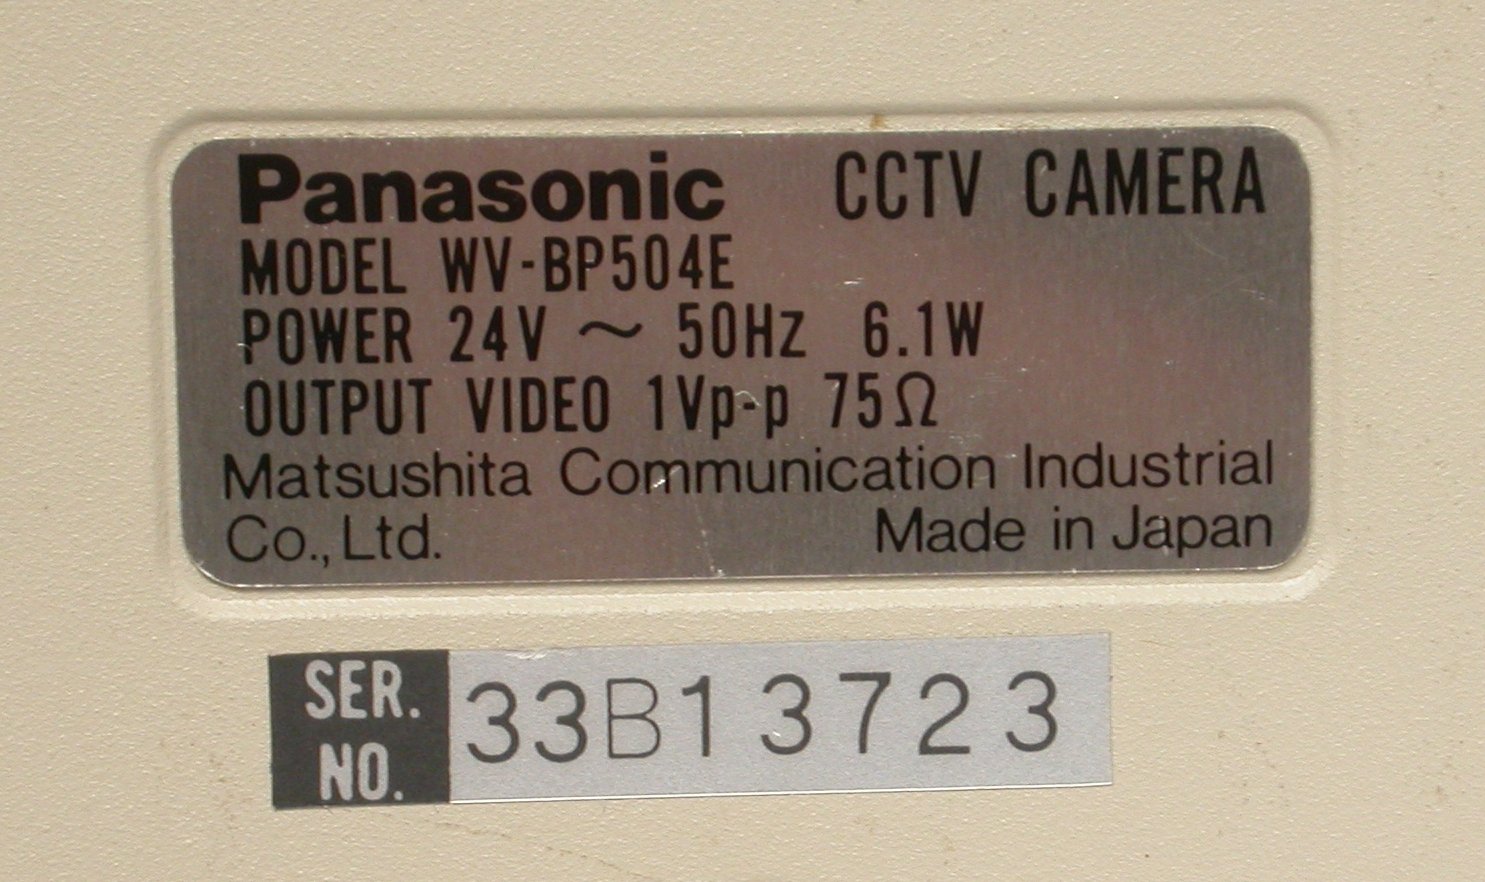 Panasonic CCTV CAMERA
MODEL WV-BP504E
POWER 24V ~ 50Hz 6.1W
OUTPUT VIDEO 1Vp-p 75Ω
Matsushita Communication Industrial
Co., Ltd. Made in Japan
SER. NO. 33B13723